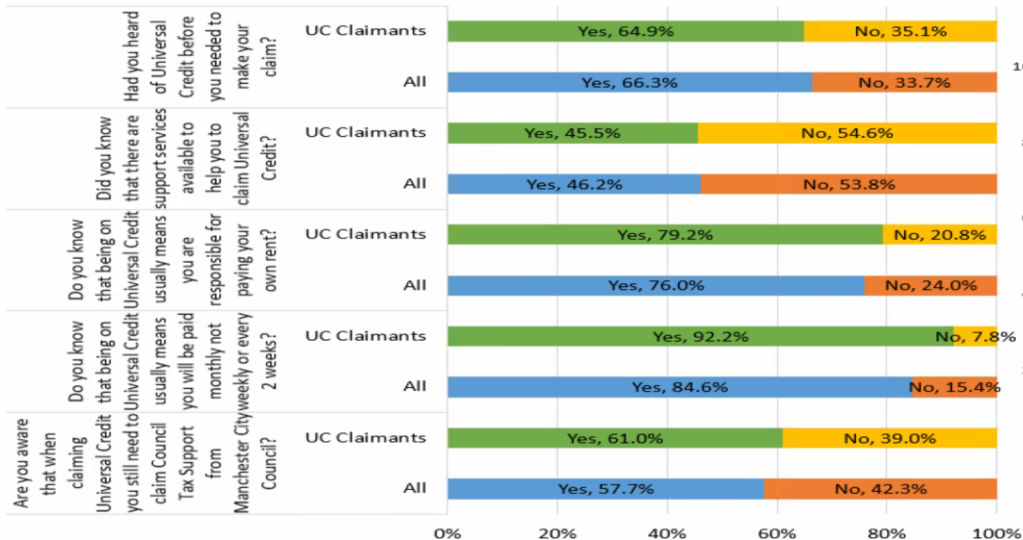 Had you heard
of Universal
Credit before
you needed to
make your
claim?
UC Claimants
Yes, 64.9%
No, 35.1%
All
Yes, 66.3%
No, 33.7%
Did you know
that there are
support services
available to
help you to
claim Universal
Credit?
UC Claimants
Yes, 45.5%
No, 54.6%
All
Yes, 46.2%
No, 53.8%
Do you know
that being on
Universal Credit
usually means
you are
responsible for
paying your
own rent?
UC Claimants
Yes, 79.2%
No, 20.8%
All
Yes, 76.0%
No, 24.0%
Do you know
that being on
Universal Credit
usually means
you will be paid
monthly not
weekly or every
2 weeks?
UC Claimants
Yes, 92.2%
No, 7.8%
All
Yes, 84.6%
No, 15.4%
Are you aware
that when
claiming
Universal Credit
you still need to
claim Council
Tax Support
from
Manchester City
Council?
UC Claimants
Yes, 61.0%
No, 39.0%
All
Yes, 57.7%
No, 42.3%
0%
20%
40%
60%
80%
100%